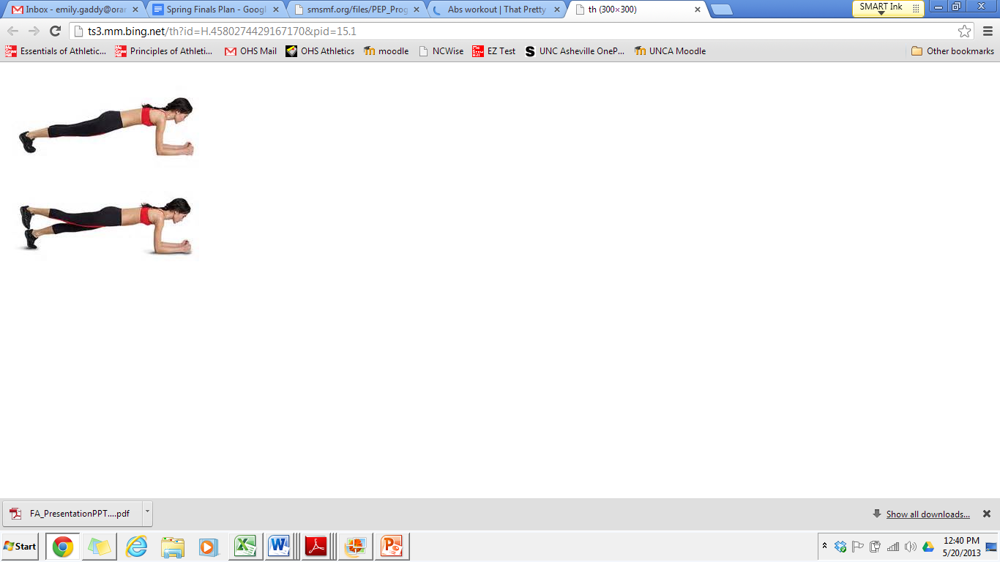 Inbox - emily.gaddy@orar
Spring Finals Plan - Googl
smsmf.org/files/PEP_Prog
Abs workout | That Pretty
th (300×300)
SMART Ink
ts3.mm.bing.net/th?id=H.4580274429167170&pid=15.1
Essentials of Athletic...
Principles of Athleti...
OHS Mail
OHS Athletics
moodle
NCWise
EZ Test
UNC Asheville OneP...
UNCA Moodle
Other bookmarks
FA_PresentationPPT....pdf
Show all downloads...
Start
12:40 PM
5/20/2013